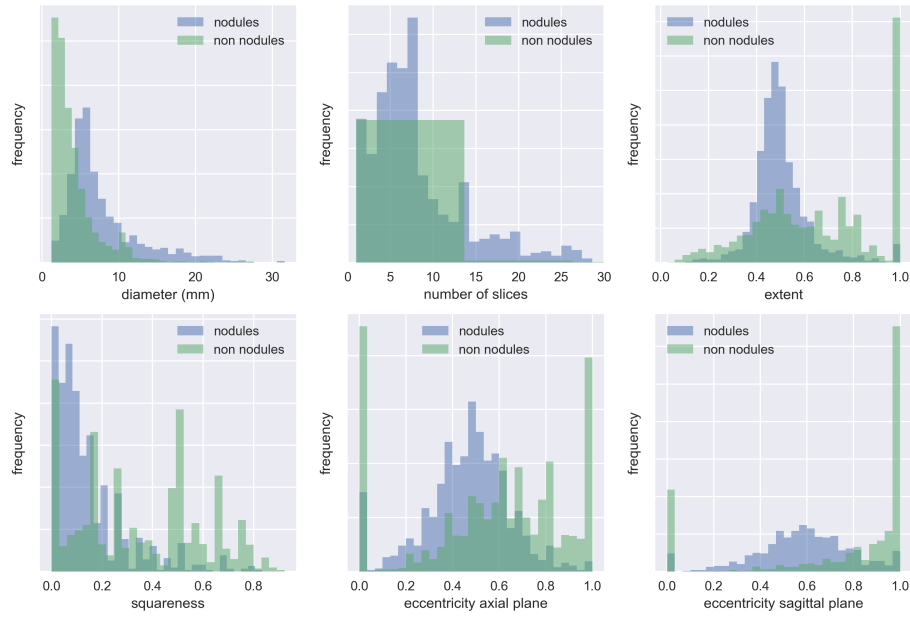 nodules
non nodules
frequency
0 10 20 30
diameter (mm)
nodules
non nodules
frequency
0 5 10 15 20 25 30
number of slices
nodules
non nodules
frequency
0.0 0.2 0.4 0.6 0.8 1.0
extent
nodules
non nodules
frequency
0.0 0.2 0.4 0.6 0.8
squareness
nodules
non nodules
frequency
0.0 0.2 0.4 0.6 0.8 1.0
eccentricity axial plane
nodules
non nodules
frequency
0.0 0.2 0.4 0.6 0.8 1.0
eccentricity sagittal plane